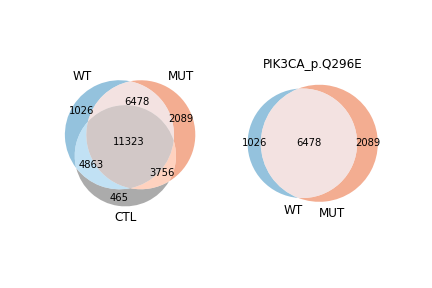 WT
MUT
1026
6478
2089
11323
4863
3756
465
CTL
PIK3CA_p.Q296E
1026
6478
2089
WT
MUT